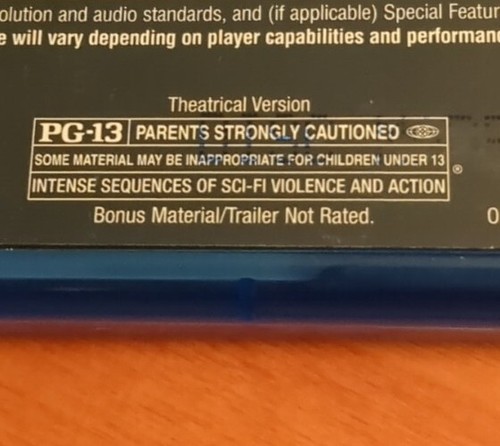 olution and audio standards, and (if applicable) Special Featur
e will vary depending on player capabilities and performanc
Theatrical Version
PG-13 PARENTS STRONGLY CAUTIONED
SOME MATERIAL MAY BE INAPPROPRIATE FOR CHILDREN UNDER 13
INTENSE SEQUENCES OF SCI-FI VIOLENCE AND ACTION ®
Bonus Material/Trailer Not Rated. 0